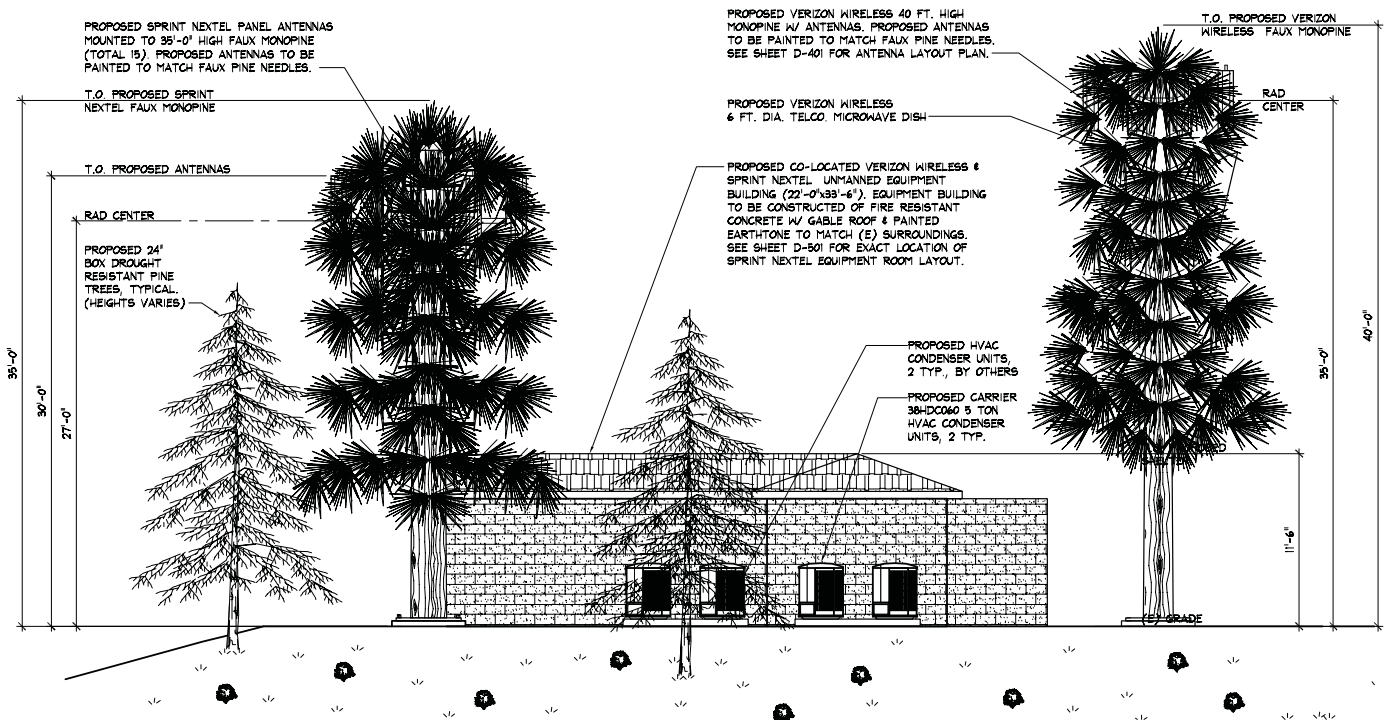 PROPOSED SPRINT NEXTEL PANEL ANTENNAS
MOUNTED TO 35'-0" HIGH FAUX MONOPINE
(TOTAL 15). PROPOSED ANTENNAS TO BE
PAINTED TO MATCH FAUX PINE NEEDLES.
T.O. PROPOSED SPRINT
NEXTEL FAUX MONOPINE
T.O. PROPOSED ANTENNAS
RAD CENTER
PROPOSED 24"
BOX DROUGHT
RESISTANT PINE
TREES, TYPICAL.
(HEIGHTS VARIES)
35'-0"
30'-0"
27'-0"
PROPOSED VERIZON WIRELESS 40 FT. HIGH
MONOPINE W/ ANTENNAS. PROPOSED ANTENNAS
TO BE PAINTED TO MATCH FAUX PINE NEEDLES.
SEE SHEET D-401 FOR ANTENNA LAYOUT PLAN.
PROPOSED VERIZON WIRELESS
6 FT. DIA. TELCO. MICROWAVE DISH
PROPOSED CO-LOCATED VERIZON WIRELESS &
SPRINT NEXTEL UNMANNED EQUIPMENT
BUILDING (22'-0"x33'-6"). EQUIPMENT BUILDING
TO BE CONSTRUCTED OF FIRE RESISTANT
CONCRETE W/ GABLE ROOF & PAINTED
EARTHTONE TO MATCH (E) SURROUNDINGS.
SEE SHEET D-501 FOR EXACT LOCATION OF
SPRINT NEXTEL EQUIPMENT ROOM LAYOUT.
PROPOSED HVAC
CONDENSER UNITS,
2 TYP., BY OTHERS
PROPOSED CARRIER
38HDC060 5 TON
HVAC CONDENSER
UNITS, 2 TYP.
T.O. PROPOSED VERIZON
WIRELESS FAUX MONOPINE
RAD
CENTER
40'-0"
35'-0"
11'-6"
(E) GRADE